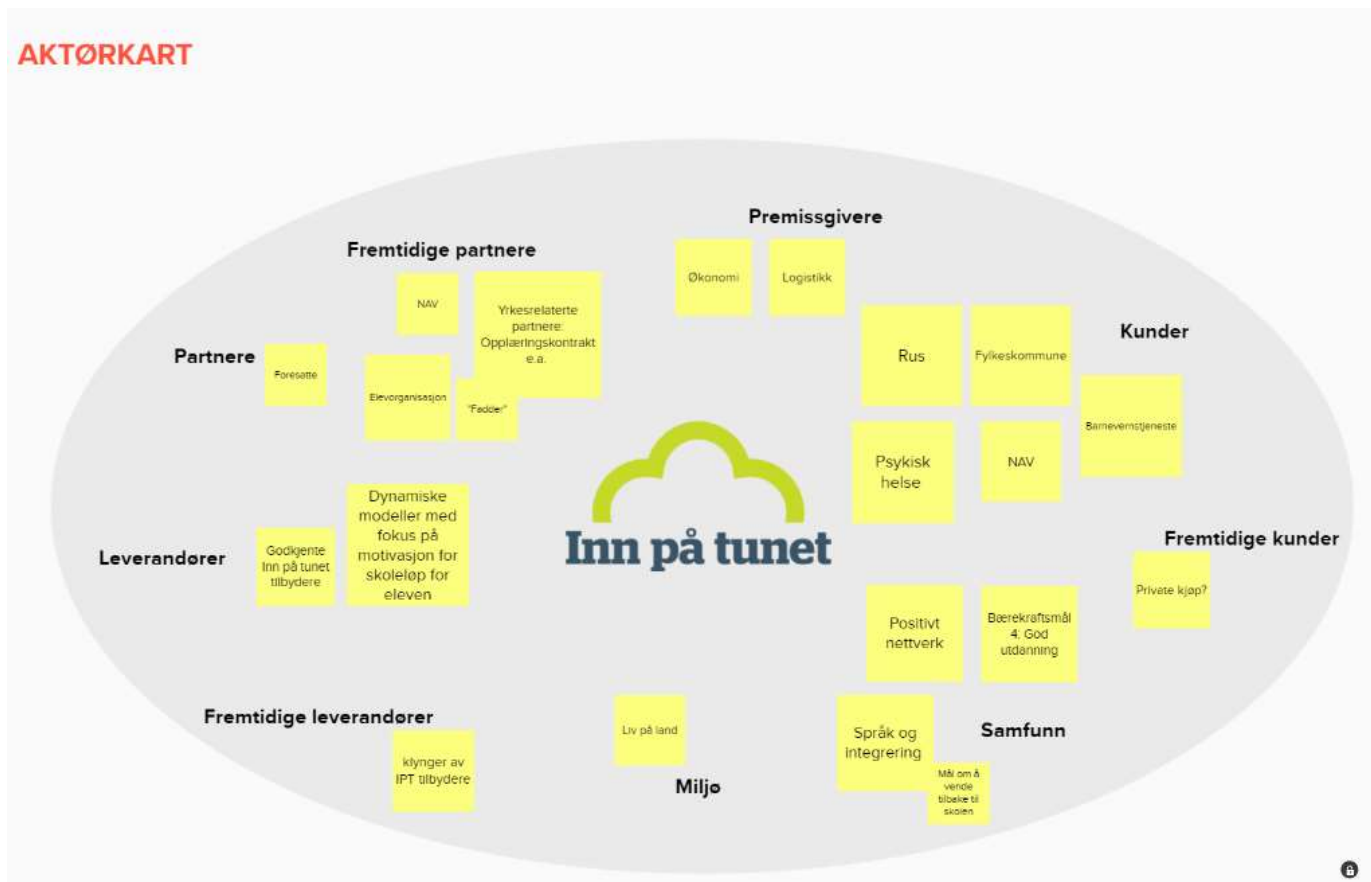 AKTØRKART
Premissgivere
Økonomi
Logistikk
Fremtidige partnere
NAV
Yrkesrelaterte
partnere:
Opplæringskontrakt
e.a.
Elevorganisasjon
"Fadder"
Partnere
Foresatte
Kunder
Rus
Fylkeskommune
Barnevernstjeneste
Psykisk
helse
NAV
Inn på tunet
Leverandører
Godkjente
Inn på tunet
tilbydere
Dynamiske
modeller med
fokus på
motivasjon for
skoleløp for
eleven
Fremtidige kunder
Private kjøp?
Positivt
nettverk
Bærekraftsmål
4: God
utdanning
Fremtidige leverandører
klynger av
IPT tilbydere
Liv på land
Miljø
Samfunn
Språk og
integrering
Mål om å
vende
tilbake til
skolen